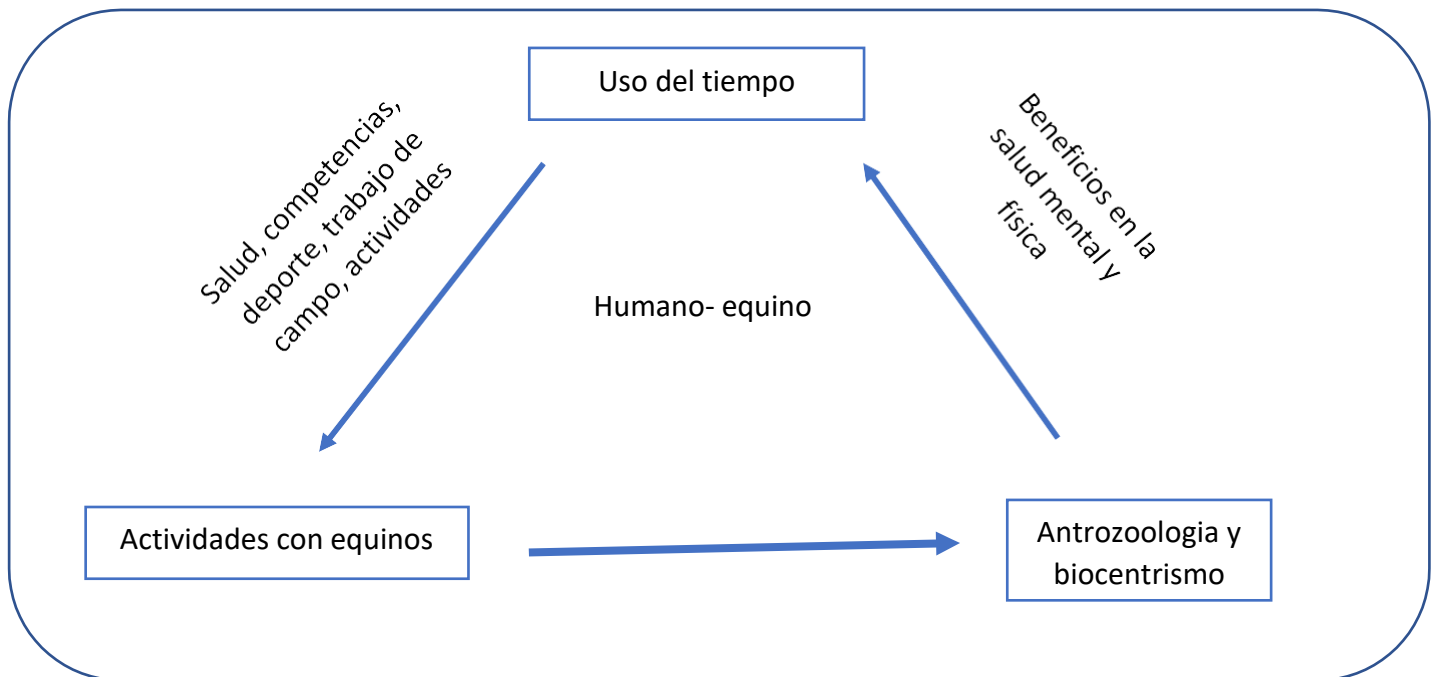 Uso del tiempo
Salud, competencias,
deporte, trabajo de
campo, actividades
Beneficios en la
salud mental y
física
Humano- equino
Actividades con equinos
Antrozoologia y
biocentrismo